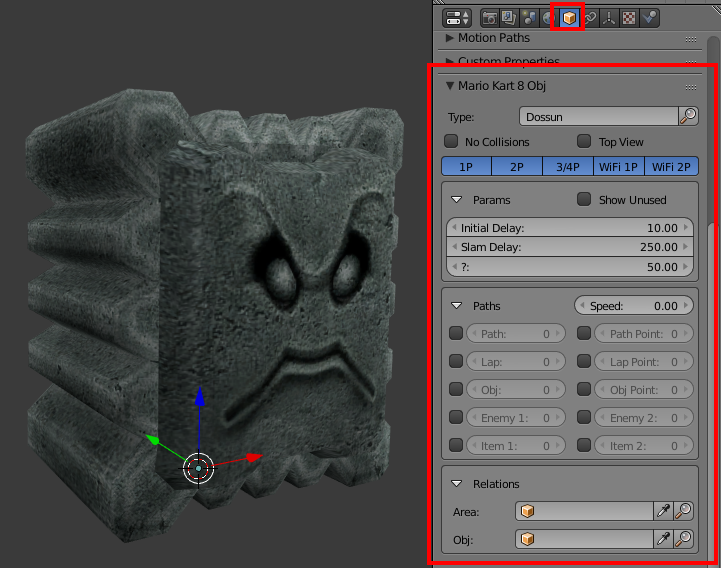 Motion Paths
Custom Properties
Mario Kart 8 Obj
Type: Dossun
No Collisions Top View
1P 2P 3/4P WiFi 1P WiFi 2P
Params Show Unused
Initial Delay: 10.00
Slam Delay: 250.00
?: 50.00
Paths Speed: 0.00
Path: 0 Path Point: 0
Lap: 0 Lap Point: 0
Obj: 0 Obj Point: 0
Enemy 1: 0 Enemy 2: 0
Item 1: 0 Item 2: 0
Relations
Area:
Obj: